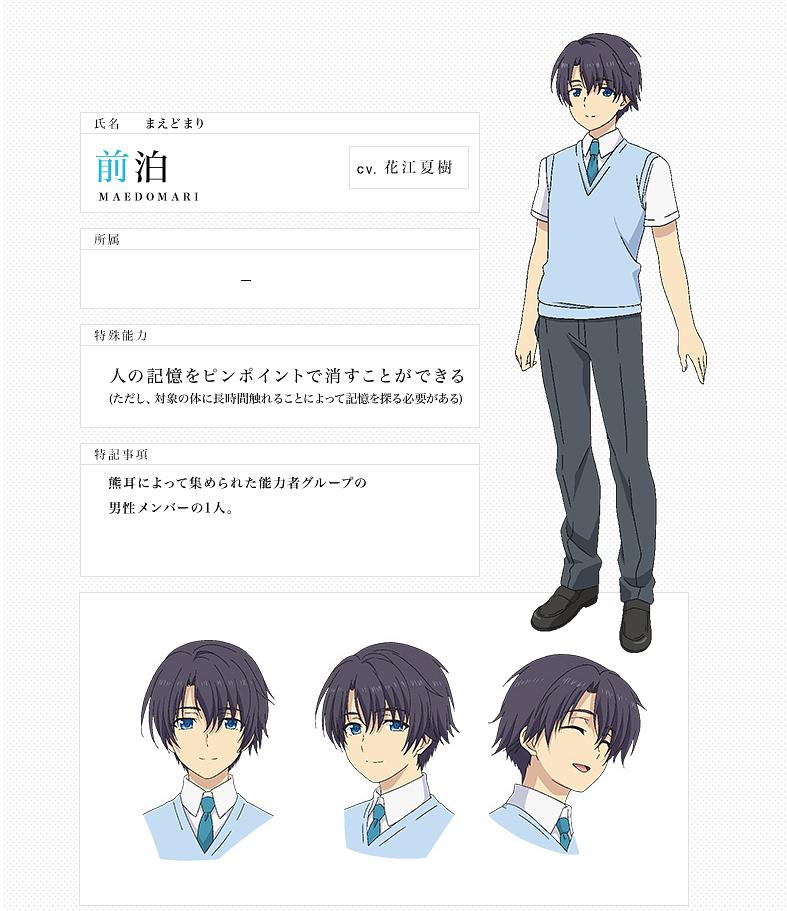 氏名 まえどまり
前泊
MAEDOMARI
cv. 花江夏樹
所属
–
特殊能力
人の記憶をピンポイントで消すことができる
(ただし、対象の体に長時間触れることによって記憶を探る必要がある)
特記事項
熊耳によって集められた能力者グループの
男性メンバーの1人。